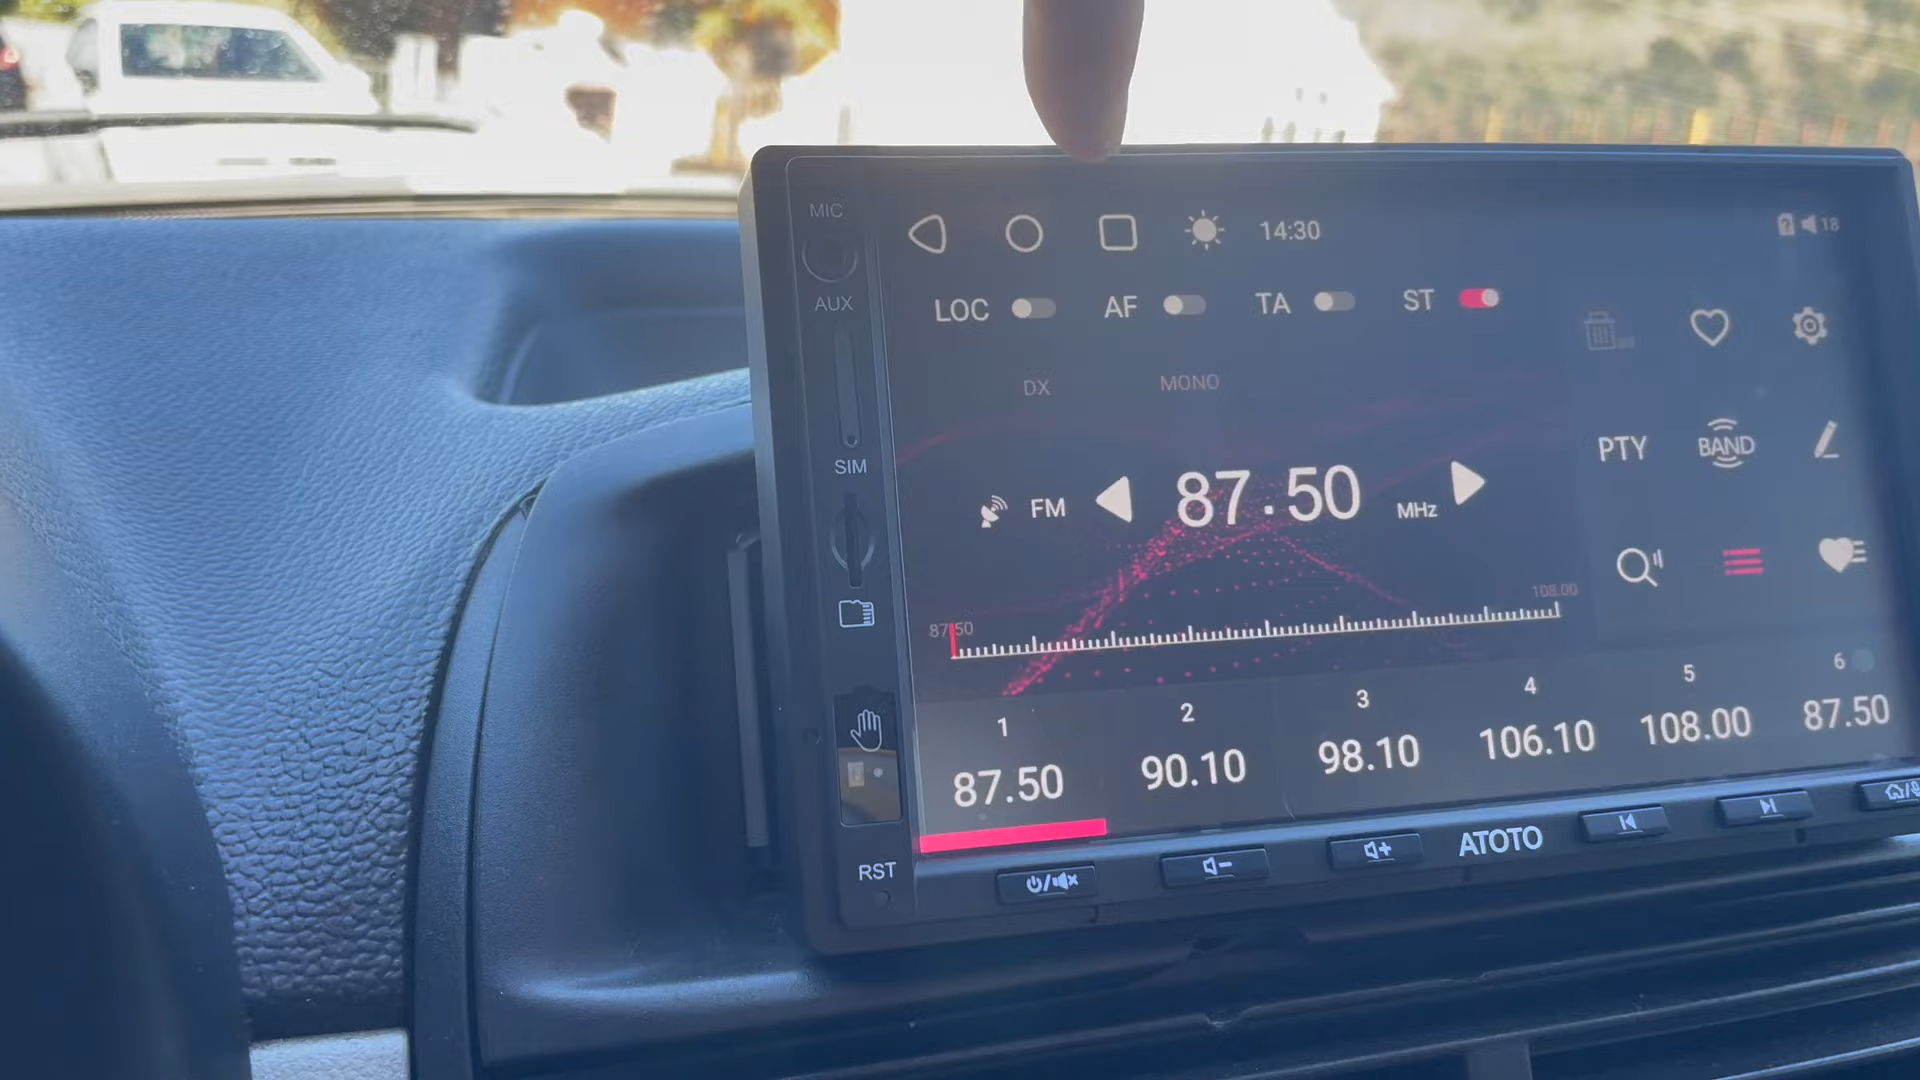 MIC
14:30
18
AUX
LOC AF TA ST
DX MONO
SIM
PTY BAND
FM 87.50 MHz
87.50 108.00
1 2 3 4 5 6
87.50 90.10 98.10 106.10 108.00 87.50
RST
ATOTO